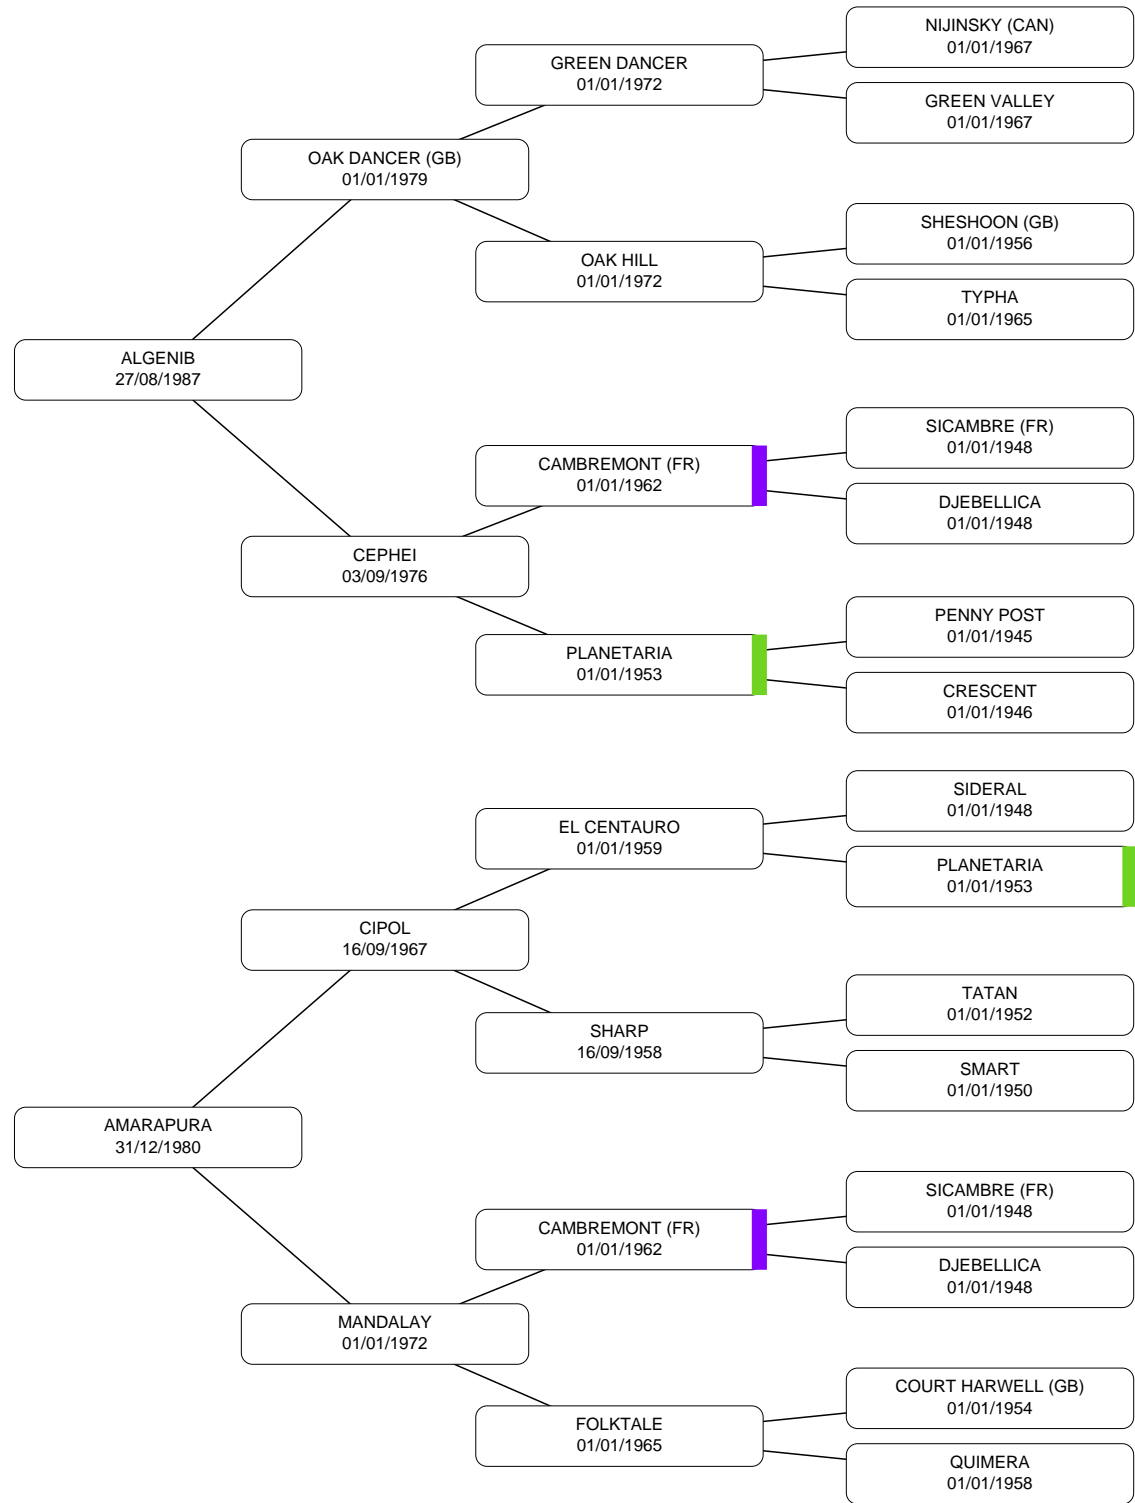 NIJINSKY (CAN)
01/01/1967
GREEN DANCER
01/01/1972
GREEN VALLEY
01/01/1967
OAK DANCER (GB)
01/01/1979
SHESHOON (GB)
01/01/1956
OAK HILL
01/01/1972
TYPHA
01/01/1965
ALGENIB
27/08/1987
SICAMBRE (FR)
01/01/1948
CAMBREMONT (FR)
01/01/1962
DJEBELLICA
01/01/1948
CEPHEI
03/09/1976
PENNY POST
01/01/1945
PLANETARIA
01/01/1953
CRESCENT
01/01/1946
SIDERAL
01/01/1948
EL CENTAURO
01/01/1959
PLANETARIA
01/01/1953
CIPOL
16/09/1967
TATAN
01/01/1952
SHARP
16/09/1958
SMART
01/01/1950
AMARAPURA
31/12/1980
SICAMBRE (FR)
01/01/1948
CAMBREMONT (FR)
01/01/1962
DJEBELLICA
01/01/1948
MANDALAY
01/01/1972
COURT HARWELL (GB)
01/01/1954
FOLKTALE
01/01/1965
QUIMERA
01/01/1958